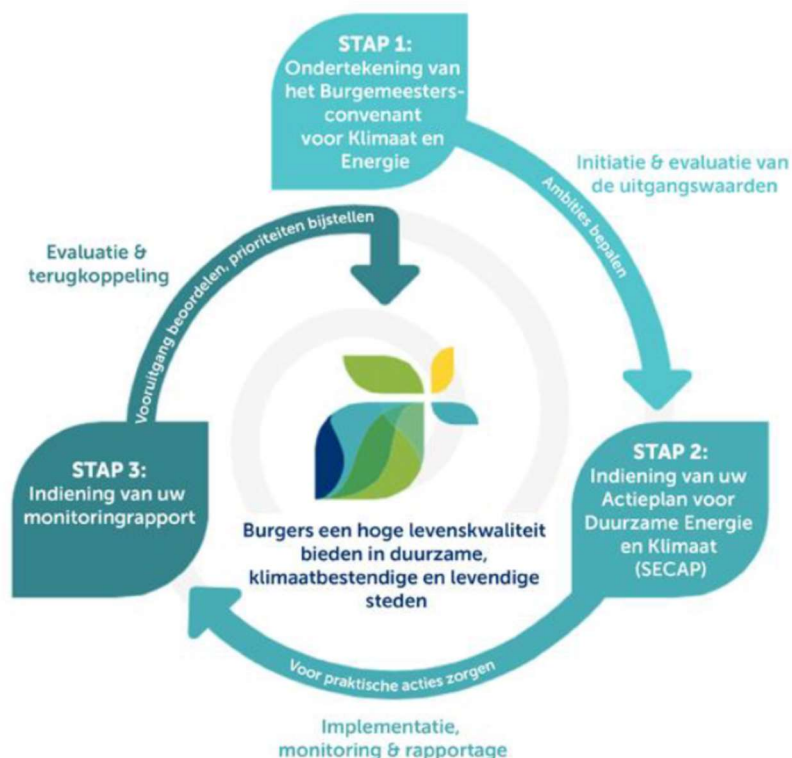 STAP 1:
Ondertekening van
het Burgemeesters-
convenant
voor Klimaat en
Energie
Initiatie & evaluatie van
de uitgangswaarden
Ambities bepalen
STAP 2:
Indiening van uw
Actieplan voor
Duurzame Energie
en Klimaat
(SECAP)
Voor praktische acties zorgen
Implementatie,
monitoring & rapportage
STAP 3:
Indiening van uw
monitoringrapport
Vooruitgang beoordelen, prioriteiten bijstellen
Evaluatie &
terugkoppeling
Burgers een hoge levenskwaliteit
bieden in duurzame,
klimaatbestendige en levendige
steden